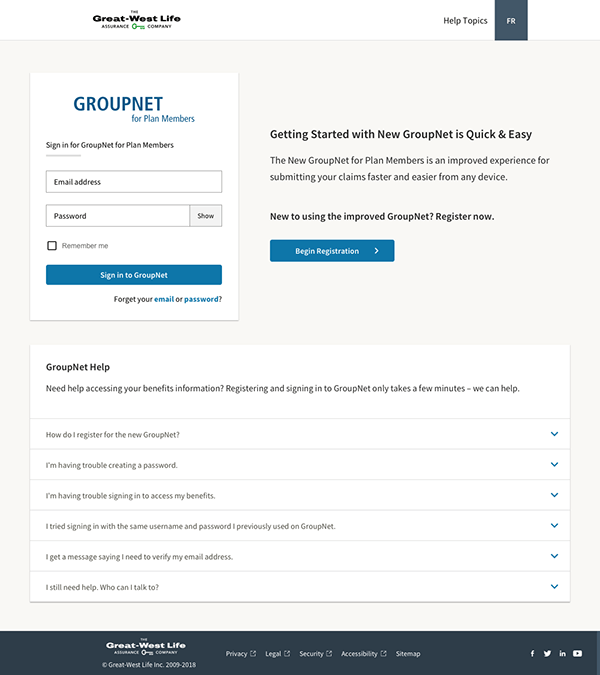 THE
Great-West Life
ASSURANCE COMPANY
Help Topics
FR
GROUPNET
for Plan Members
Sign in for GroupNet for Plan Members
Email address
Password
Show
Remember me
Sign in to GroupNet
Forget your email or password?
Getting Started with New GroupNet is Quick & Easy
The New GroupNet for Plan Members is an improved experience for
submitting your claims faster and easier from any device.
New to using the improved GroupNet? Register now.
Begin Registration
GroupNet Help
Need help accessing your benefits information? Registering and signing in to GroupNet only takes a few minutes – we can help.
How do I register for the new GroupNet?
I'm having trouble creating a password.
I'm having trouble signing in to access my benefits.
I tried signing in with the same username and password I previously used on GroupNet.
I get a message saying I need to verify my email address.
I still need help. Who can I talk to?
THE
Great-West Life
ASSURANCE COMPANY
© Great-West Life Inc. 2009-2018
Privacy
Legal
Security
Accessibility
Sitemap